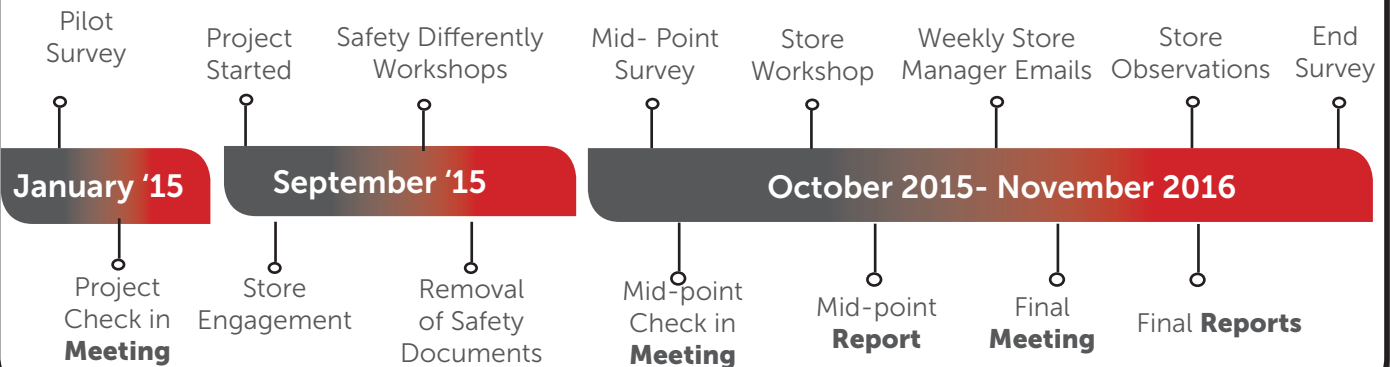 Pilot
Survey
Project
Started
Safety Differently
Workshops
Mid- Point
Survey
Store
Workshop
Weekly Store
Manager Emails
Store
Observations
End
Survey
January ‘15
September ‘15
October 2015- November 2016
Project
Check in
Meeting
Store
Engagement
Removal
of Safety
Documents
Mid-point
Check in
Meeting
Mid-point
Report
Final
Meeting
Final Reports